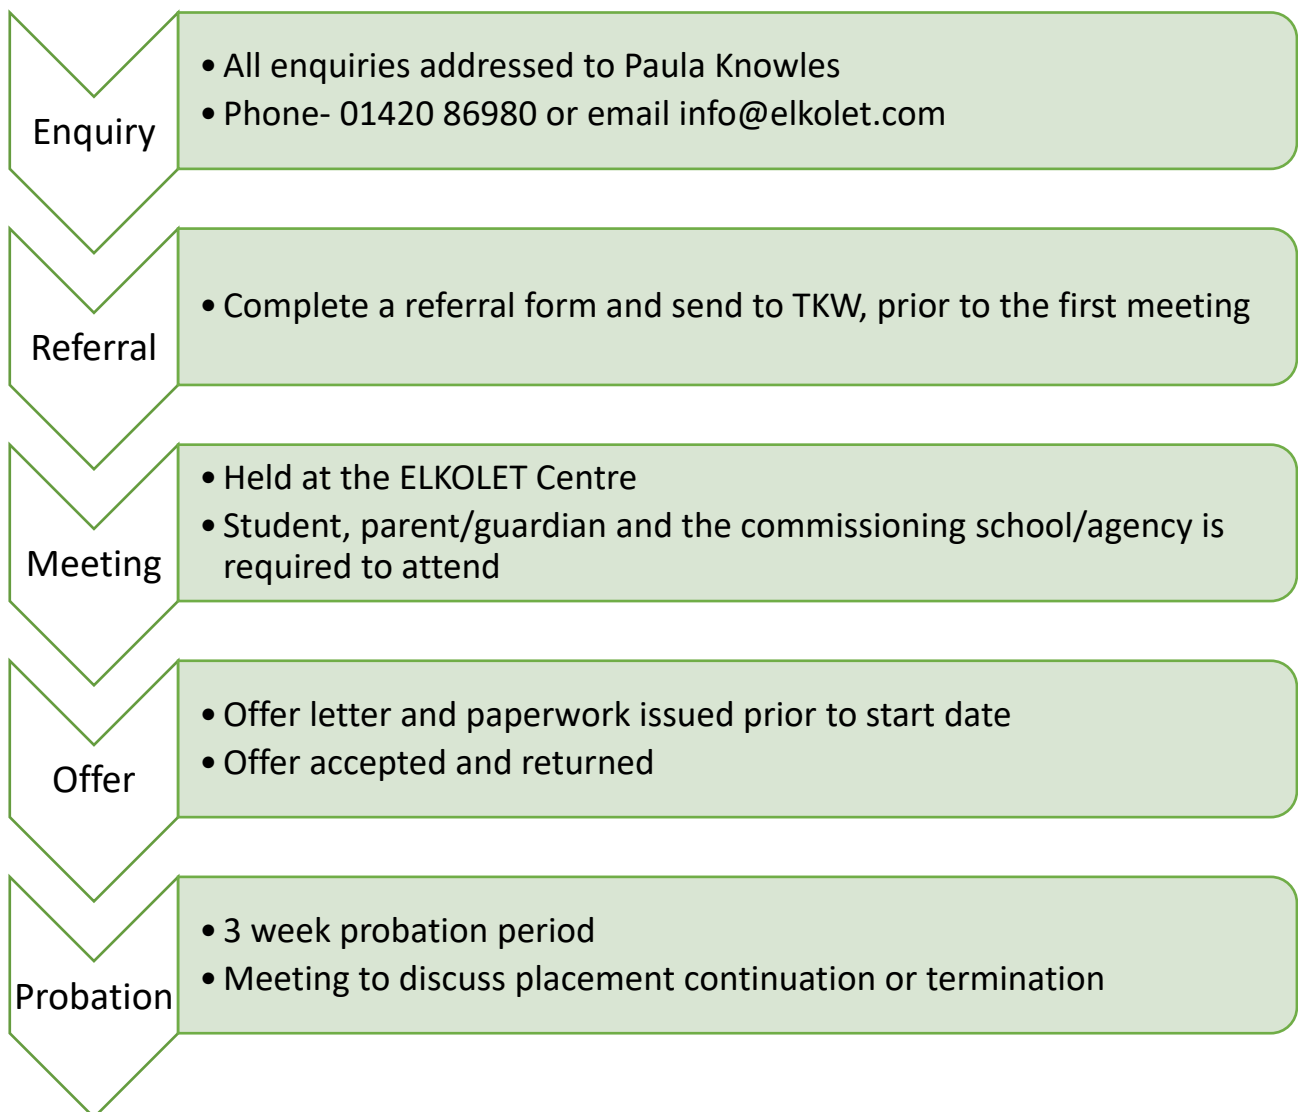 Enquiry
• All enquiries addressed to Paula Knowles
• Phone- 01420 86980 or email info@elkolet.com
Referral
• Complete a referral form and send to TKW, prior to the first meeting
Meeting
• Held at the ELKOLET Centre
• Student, parent/guardian and the commissioning school/agency is
required to attend
Offer
• Offer letter and paperwork issued prior to start date
• Offer accepted and returned
Probation
• 3 week probation period
• Meeting to discuss placement continuation or termination